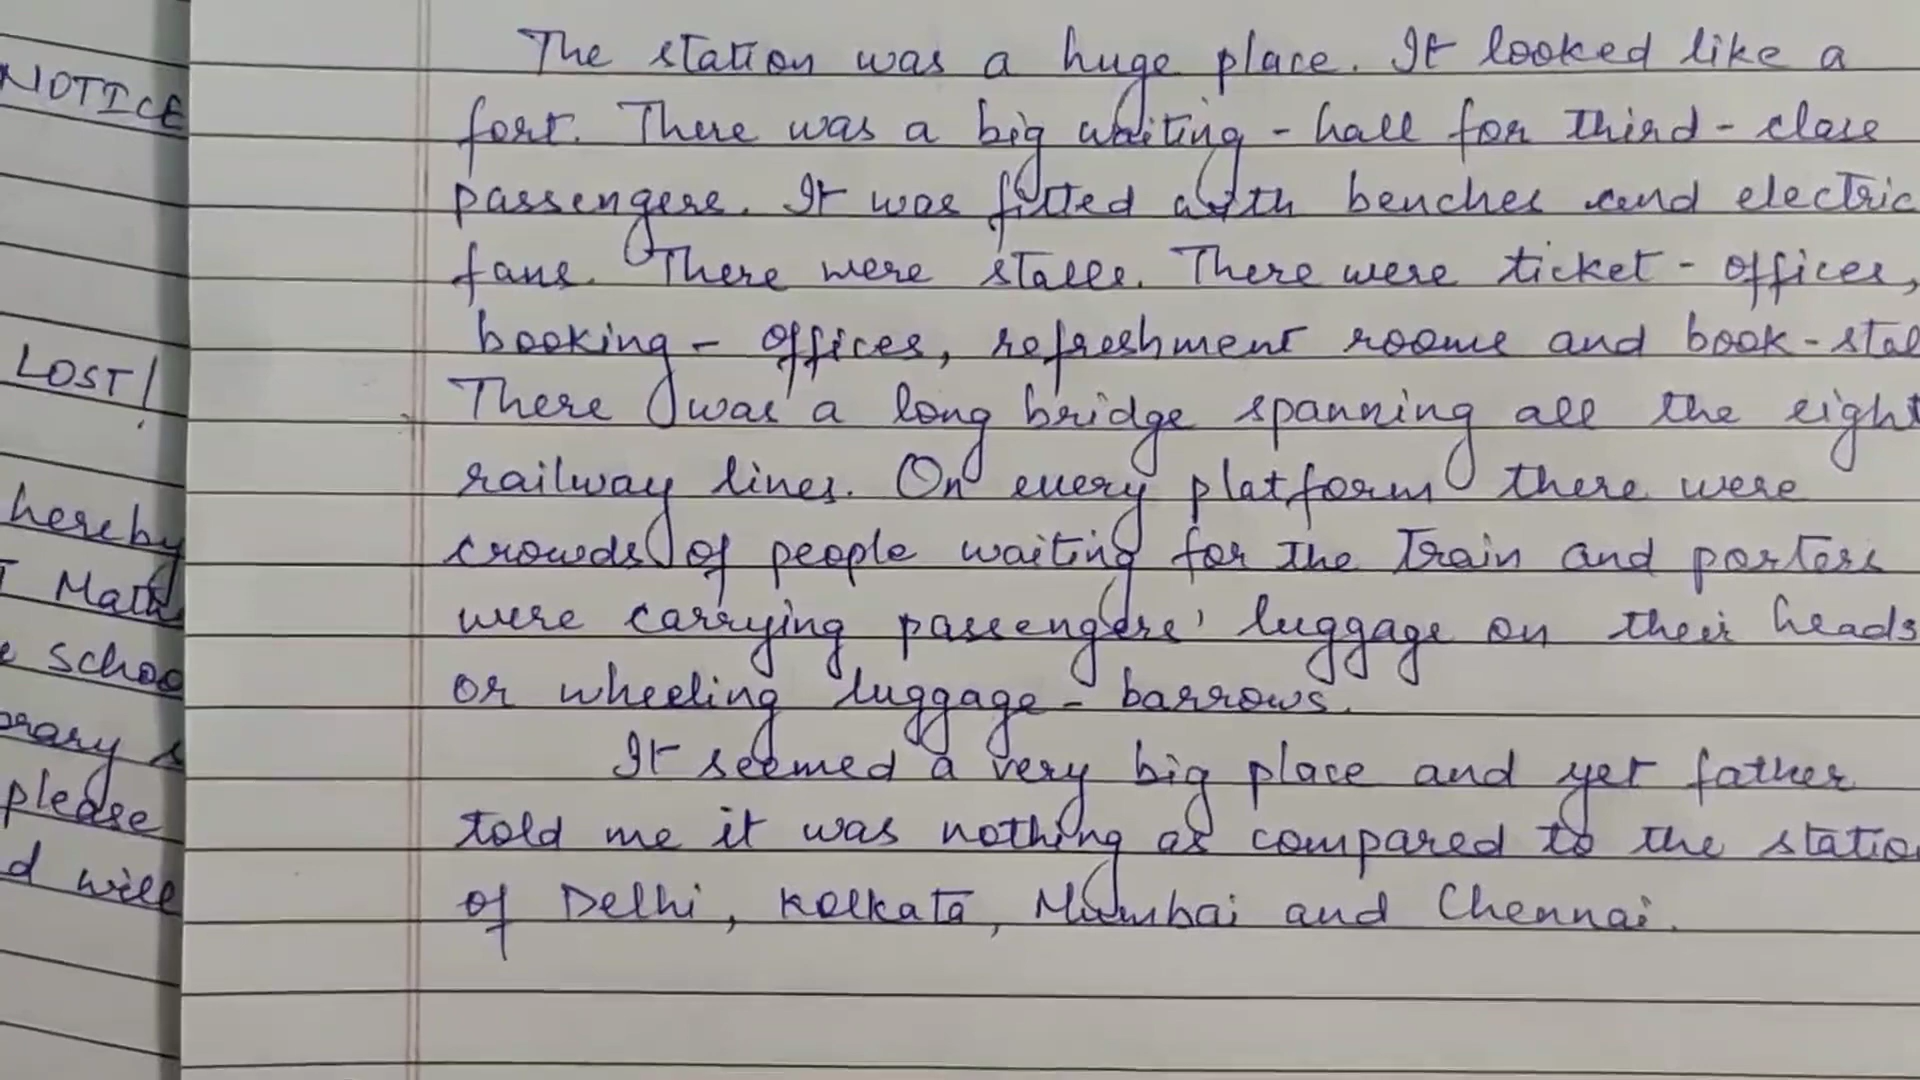 NOTICE
LOST!
hereby
T Math
e schoo
orary s
please
d will
The station was a huge place. It looked like a
fort. There was a big waiting - hall for third - class
passengers. It was fitted with benches and electric
fans. There were stalls. There were ticket - offices,
booking - offices, refreshment rooms and book - stal
There was a long bridge spanning all the eight
railway lines. On every platform there were
crowds of people waiting for the train and porters
were carrying passengers' luggage on their heads
or wheeling luggage - barrows.
It seemed a very big place and yet father
told me it was nothing as compared to the statio
of Delhi, Kolkata, Mumbai and Chennai.